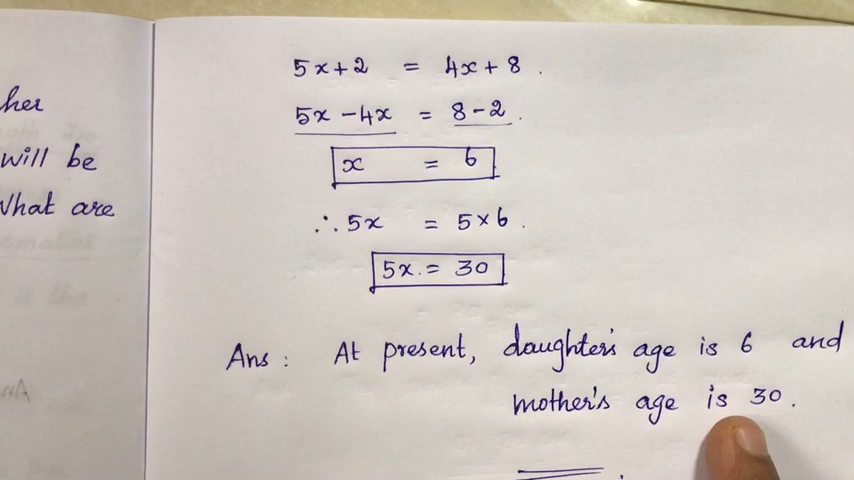 her
will be
What are
5x+2 = 4x+8.
5x-4x = 8-2.
x = 6
∴ 5x = 5×6.
5x = 30
Ans: At present, daughter's age is 6 and
mother's age is 30.